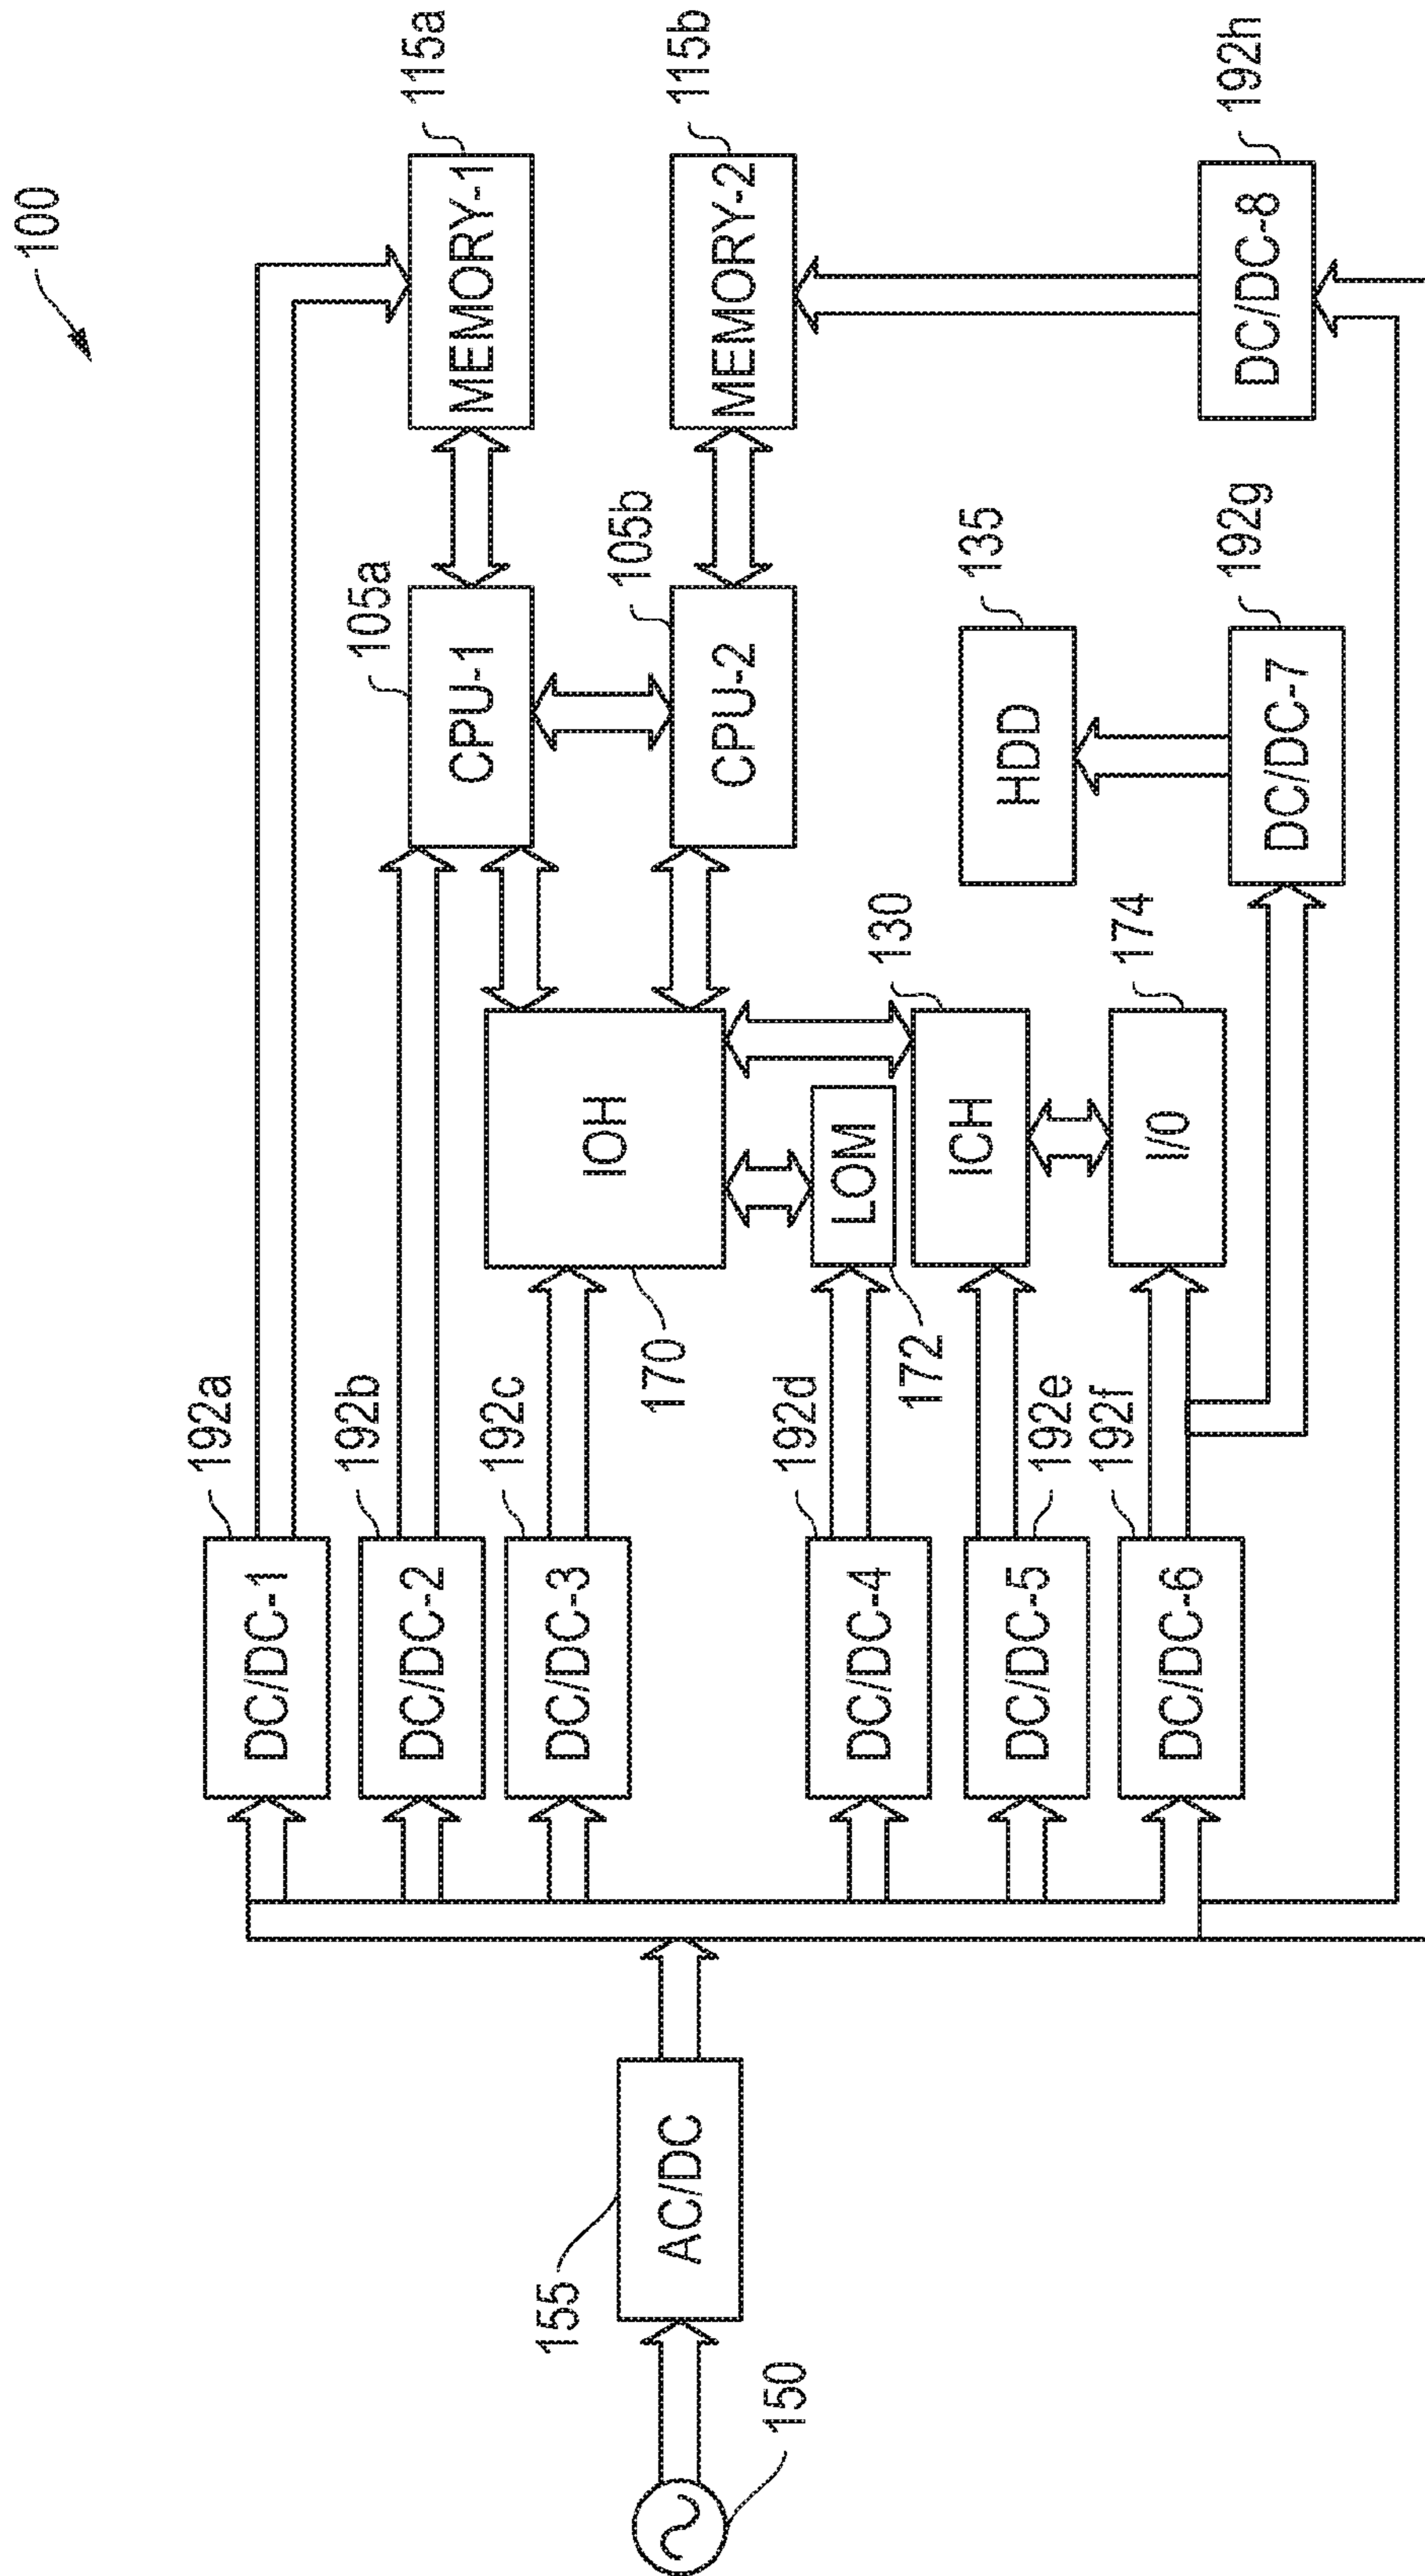 100
192a
DC/DC-1
192b
DC/DC-2
192c
DC/DC-3
155
AC/DC
150
192d
DC/DC-4
DC/DC-5
192e
192f
DC/DC-6
IOH
170
LOM
172
ICH
130
I/O
174
105a
CPU-1
105b
CPU-2
MEMORY-1
115a
MEMORY-2
115b
HDD
135
DC/DC-7
192g
DC/DC-8
192h